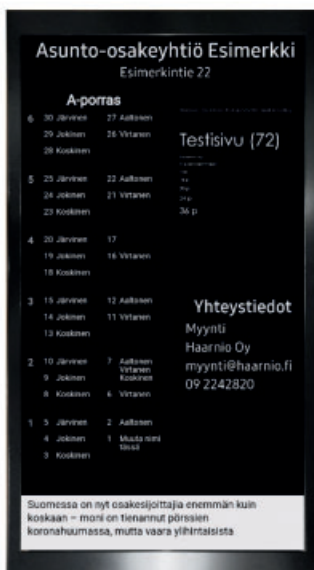 Asunto-osakeyhtiö Esimerkki
Esimerkintie 22
A-porras
6 30 Järvinen 27 Aaltonen
29 Jokinen 26 Virtanen
28 Koskinen
5 25 Järvinen 22 Aaltonen
24 Jokinen 21 Virtanen
23 Koskinen
4 20 Järvinen 17
19 Jokinen 16 Virtanen
18 Koskinen
3 15 Järvinen 12 Aaltonen
14 Jokinen 11 Virtanen
13 Koskinen
2 10 Järvinen 7 Aaltonen
Virtanen
9 Jokinen Koskinen
8 Koskinen 6 Virtanen
1 5 Järvinen 2 Aaltonen
4 Jokinen 1 Muuta nimi
tässä
3 Koskinen
Testisivu (72)
36 p
Yhteystiedot
Myynti
Haarnio Oy
myynti@haarnio.fi
09 2242820
Suomessa on nyt osakesijoittajia enemmän kuin
koskaan – moni on tienannut pörssien
koronahuumassa, mutta vaara ylihintaisista